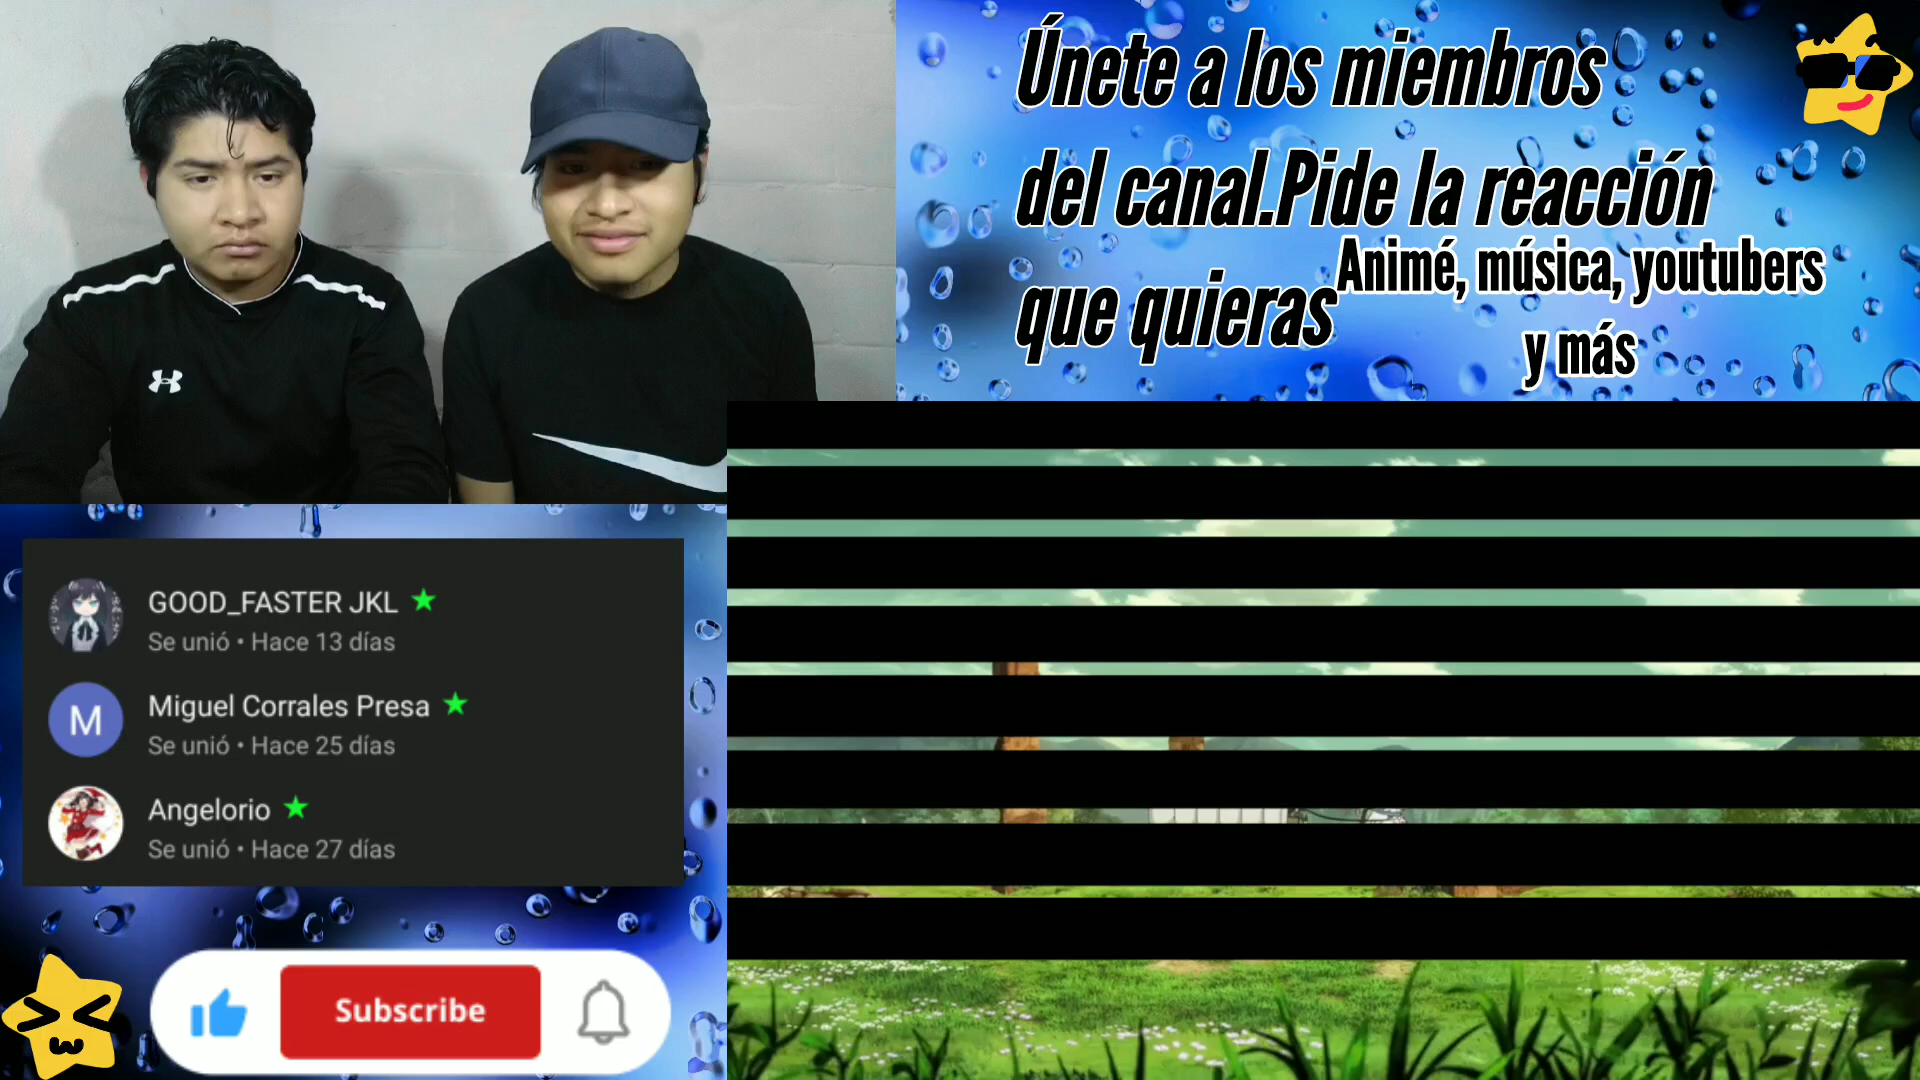 Únete a los miembros
del canal.Pide la reacción
que quieras
Animé, música, youtubers
y más
GOOD_FASTER JKL
Se unió • Hace 13 días
M
Miguel Corrales Presa
Se unió • Hace 25 días
Angelorio
Se unió • Hace 27 días
Subscribe